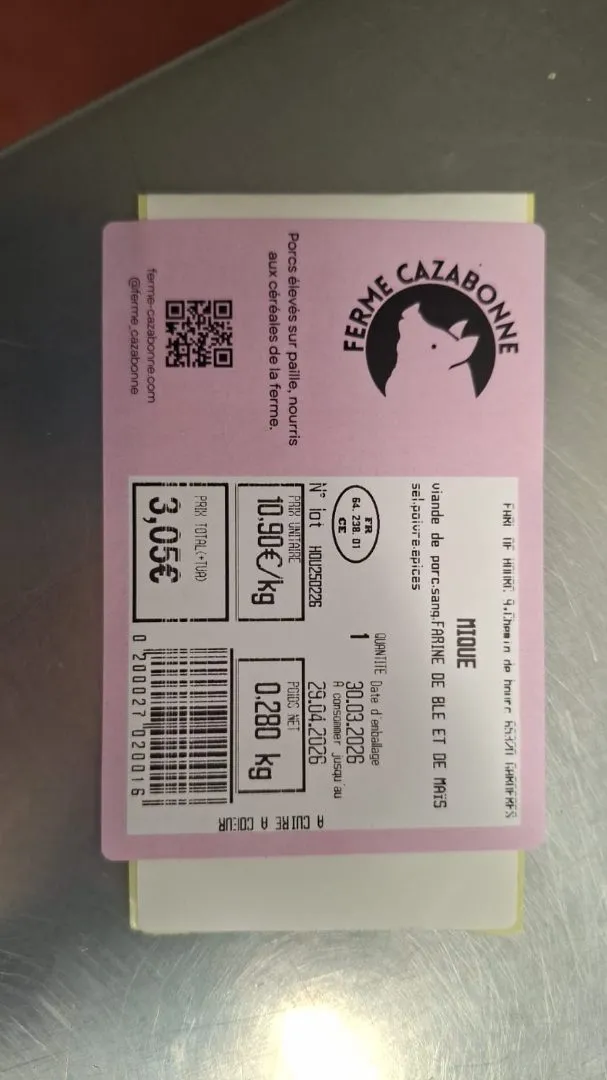 FERME CAZABONNE
Porcs élevés sur paille, nourris
aux céréales de la ferme.
ferme-cazabonne.com
@ferme_cazabonne
MIQUE
viande de porc.sang.FARINE DE BLE ET DE MAÏS
sel.poivre.epices
FR
64. 238. 01
CE
QUANTITE
1
Date d'emballage
30.03.2026
A consommer jusqu'au
29.04.2026
N° lot HOU250226
PRIX UNITAIRE
10.90€/kg
POIDS NET
0.280 kg
PRIX TOTAL(+TVA)
3,05€
0 200027 020016
A CUIRE A COEUR